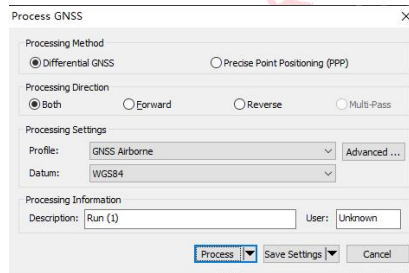 Process GNSS
Processing Method
Differential GNSS Precise Point Positioning (PPP)
Processing Direction
Both Forward Reverse Multi-Pass
Processing Settings
Profile: GNSS Airborne Advanced ...
Datum: WGS84
Processing Information
Description: Run (1) User: Unknown
Process Save Settings Cancel